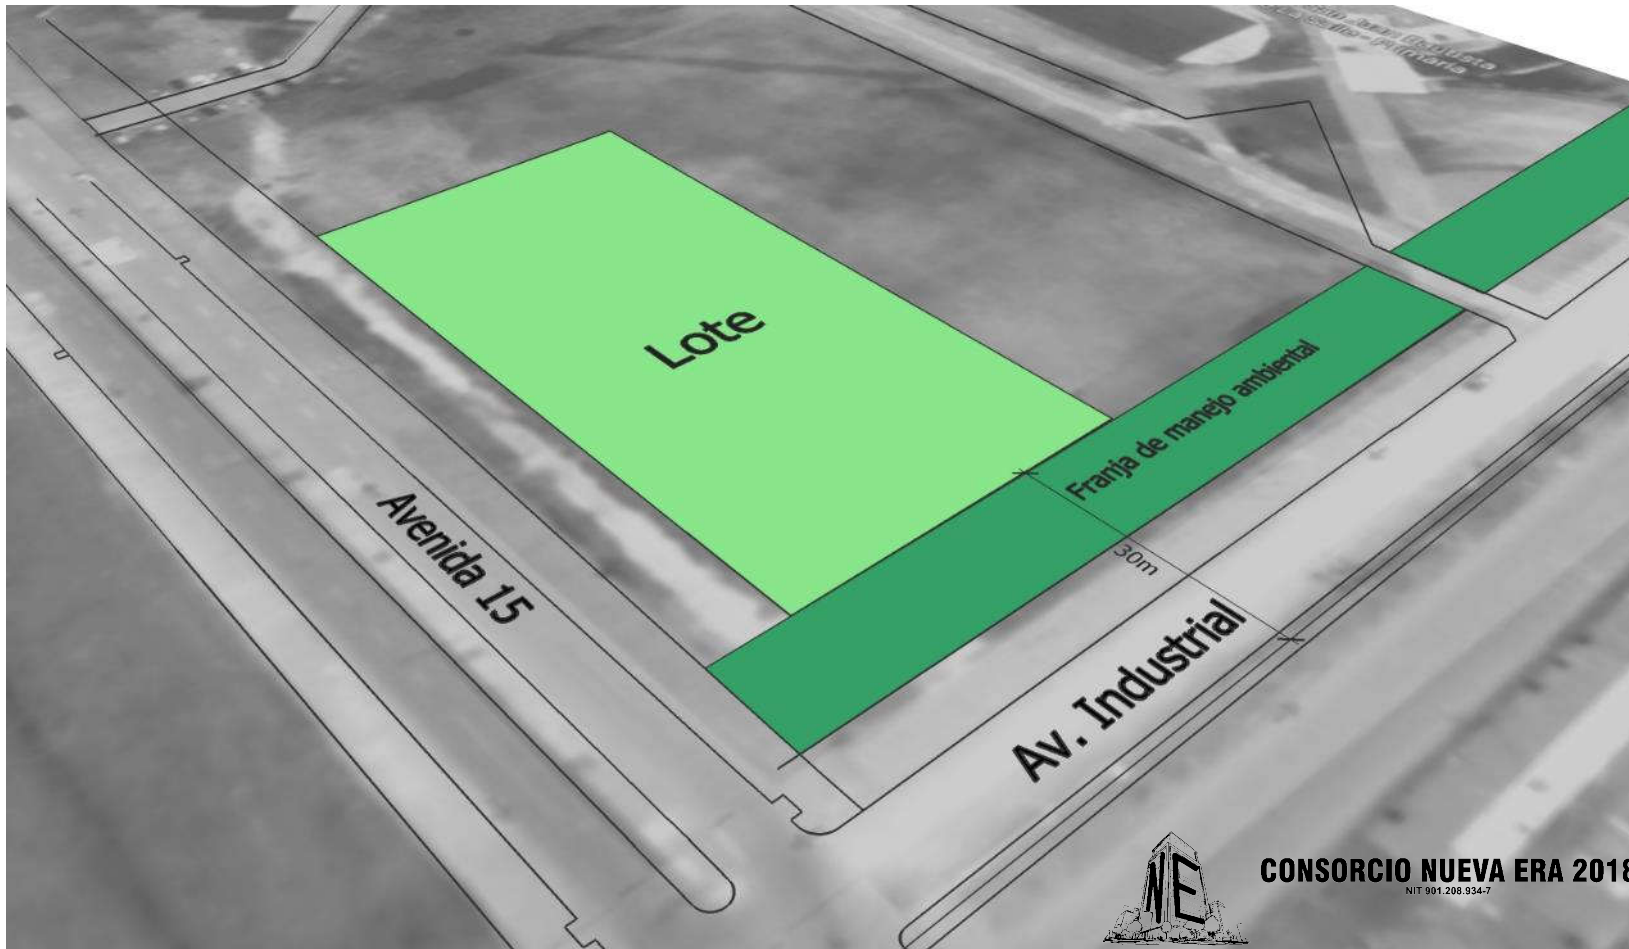 Lote
Franja de manejo ambiental
30m
Avenida 15
Av. Industrial
NE
CONSORCIO NUEVA ERA 2018
NIT 901.208.934-7